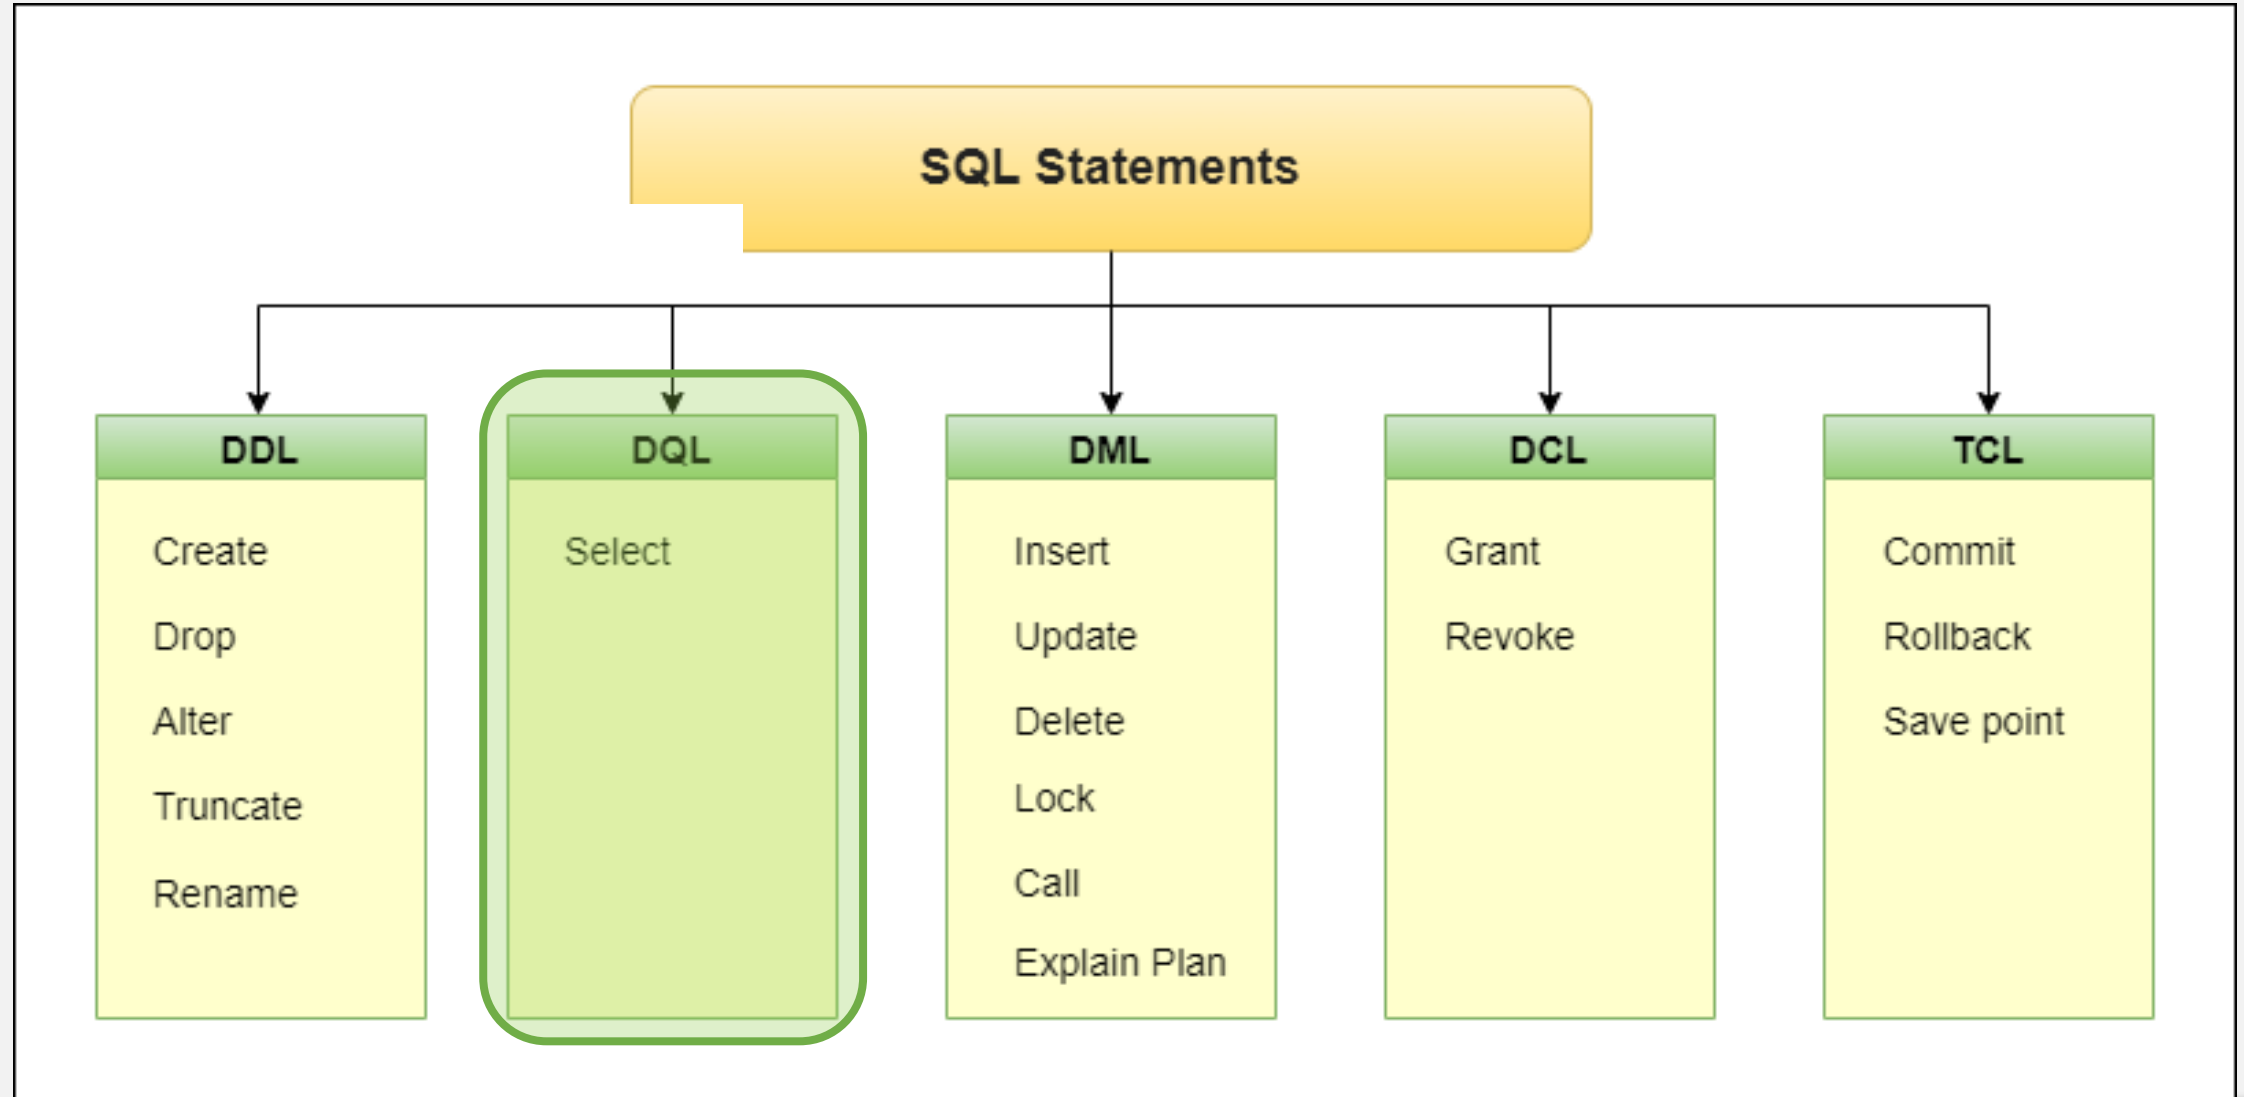 SQL Statements
DDL
Create
Drop
Alter
Truncate
Rename
DQL
Select
DML
Insert
Update
Delete
Lock
Call
Explain Plan
DCL
Grant
Revoke
TCL
Commit
Rollback
Save point